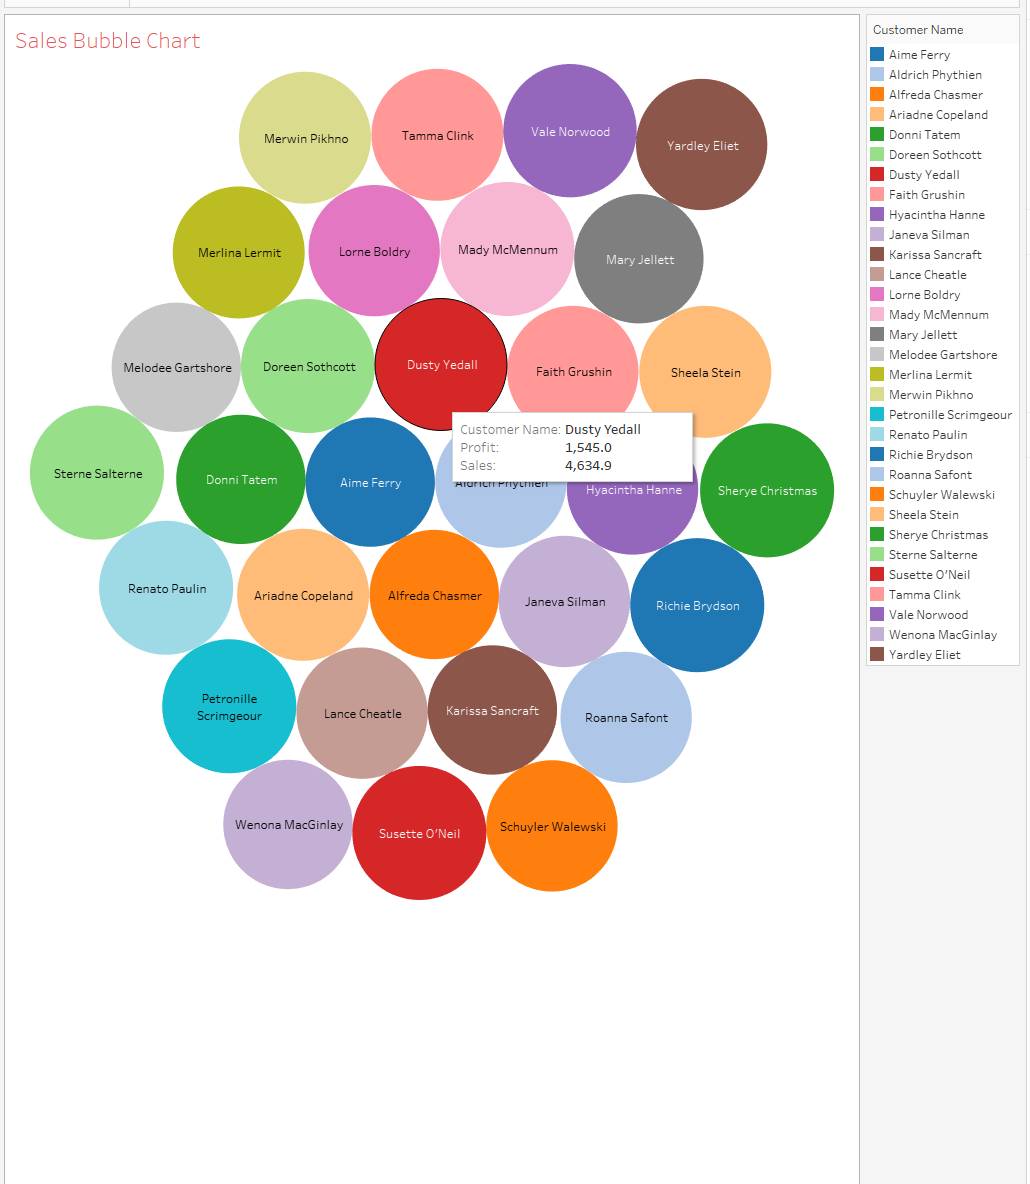 Sales Bubble Chart
Merwin Pikhno
Tamma Clink
Vale Norwood
Yardley Eliet
Merlina Lermit
Lorne Boldry
Mady McMennum
Mary Jellett
Melodee Gartshore
Doreen Sothcott
Dusty Yedall
Faith Grushin
Sheela Stein
Customer Name: Dusty Yedall
Profit: 1,545.0
Sales: 4,634.9
Sterne Salterne
Donni Tatem
Aime Ferry
Aldrich Phythien
Hyacintha Hanne
Sherye Christmas
Renato Paulin
Ariadne Copeland
Alfreda Chasmer
Janeva Silman
Richie Brydson
Petronille
Scrimgeour
Lance Cheatle
Karissa Sancraft
Roanna Safont
Wenona MacGinlay
Susette O'Neil
Schuyler Walewski
Customer Name
Aime Ferry
Aldrich Phythien
Alfreda Chasmer
Ariadne Copeland
Donni Tatem
Doreen Sothcott
Dusty Yedall
Faith Grushin
Hyacintha Hanne
Janeva Silman
Karissa Sancraft
Lance Cheatle
Lorne Boldry
Mady McMennum
Mary Jellett
Melodee Gartshore
Merlina Lermit
Merwin Pikhno
Petronille Scrimgeour
Renato Paulin
Richie Brydson
Roanna Safont
Schuyler Walewski
Sheela Stein
Sherye Christmas
Sterne Salterne
Susette O'Neil
Tamma Clink
Vale Norwood
Wenona MacGinlay
Yardley Eliet